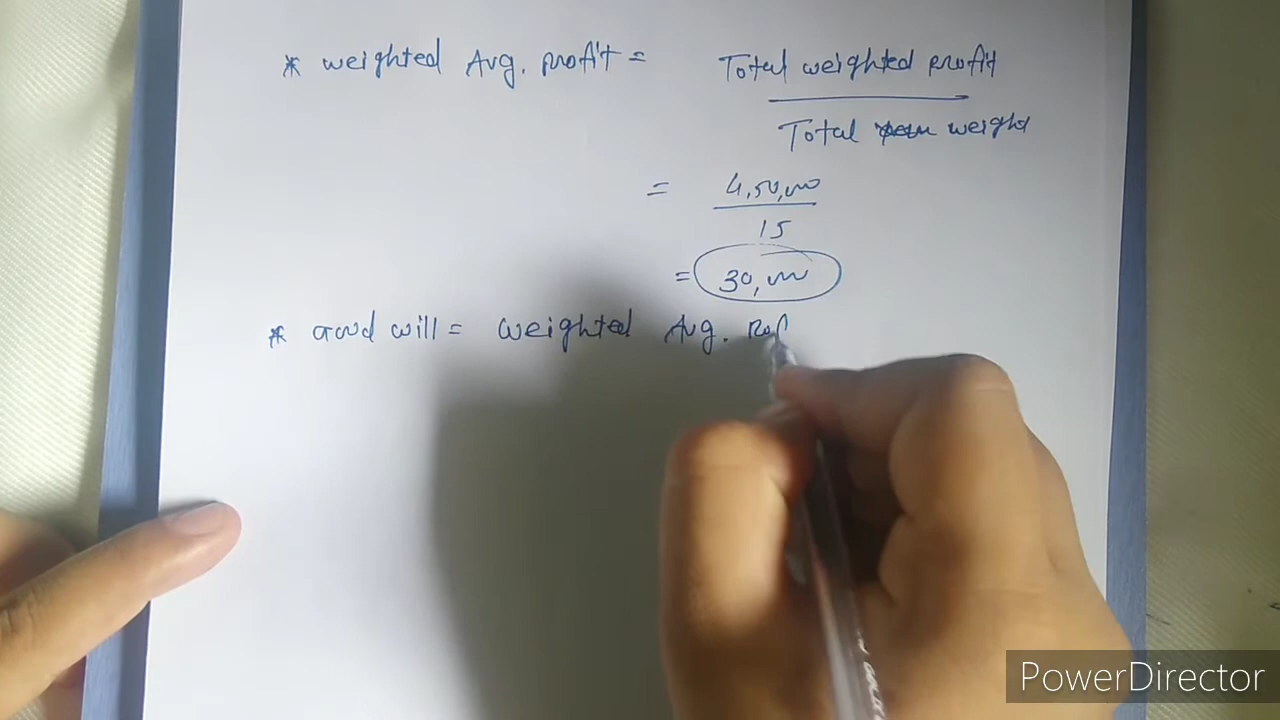 * weighted Avg. profit = Total weighted profit
Total weight
= 4,50,000
15
= 30,000
* Good will = weighted Avg. Prof
PowerDirector